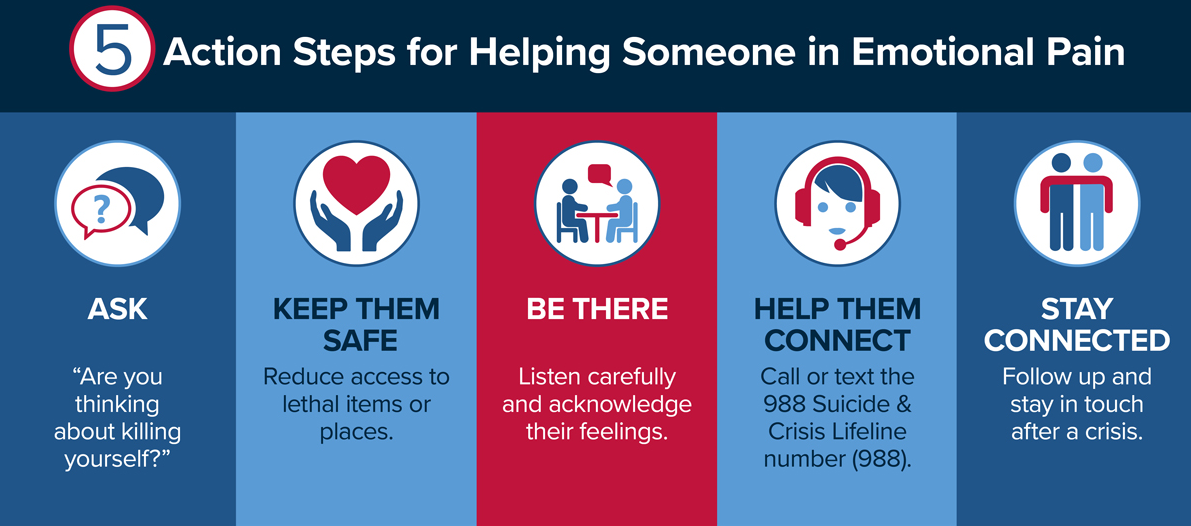 5 Action Steps for Helping Someone in Emotional Pain
?
ASK
“Are you
thinking
about killing
yourself?”
KEEP THEM
SAFE
Reduce access to
lethal items or
places.
BE THERE
Listen carefully
and acknowledge
their feelings.
HELP THEM
CONNECT
Call or text the
988 Suicide &
Crisis Lifeline
number (988).
STAY
CONNECTED
Follow up and
stay in touch
after a crisis.